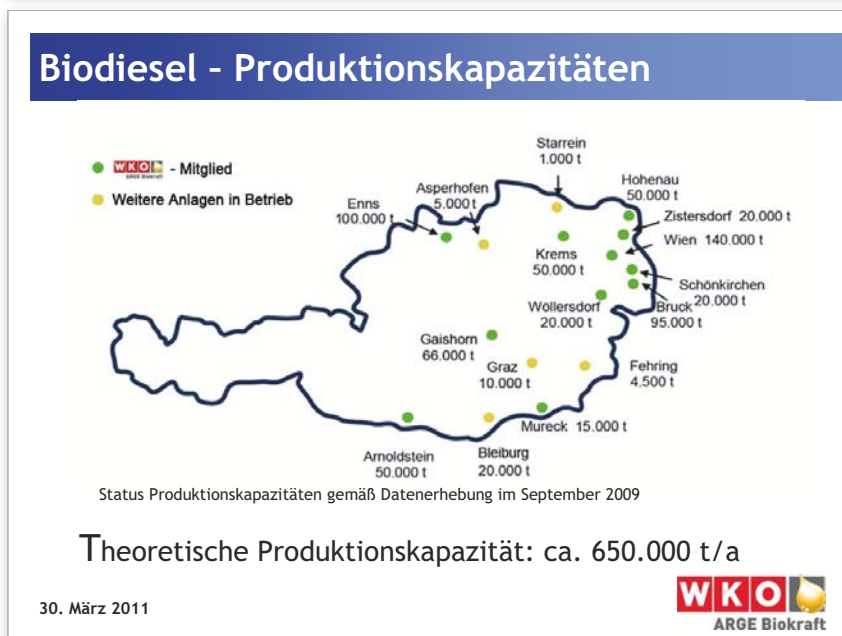 Biodiesel – Produktionskapazitäten
WKO
ARGE Biokraft
- Mitglied
Weitere Anlagen in Betrieb
Starrein
1.000 t
Asperhofen
5.000 t
Enns
100.000 t
Hohenau
50.000 t
Zistersdorf 20.000 t
Wien 140.000 t
Krems
50.000 t
Schönkirchen
20.000 t
Wöllersdorf
20.000 t
Bruck
95.000 t
Gaishorn
66.000 t
Graz
10.000 t
Fehring
4.500 t
Mureck 15.000 t
Arnoldstein
50.000 t
Bleiburg
20.000 t
Status Produktionskapazitäten gemäß Datenerhebung im September 2009
Theoretische Produktionskapazität: ca. 650.000 t/a
30. März 2011
WKO
ARGE Biokraft